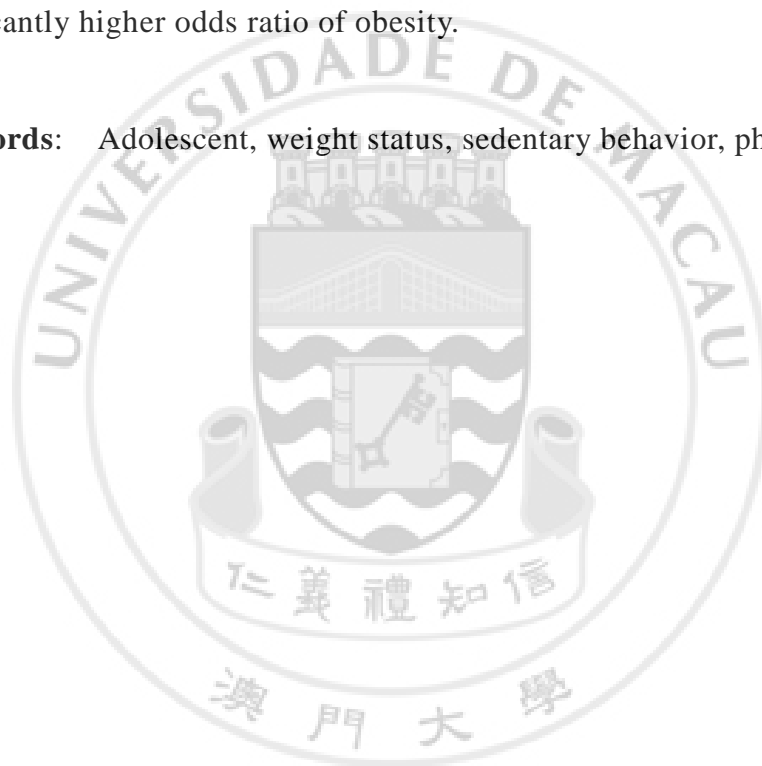 cantly higher odds ratio of obesity.
ords: Adolescent, weight status, sedentary behavior, ph
UNIVERSIDADE DE MACAU
仁義禮知信
澳門大學